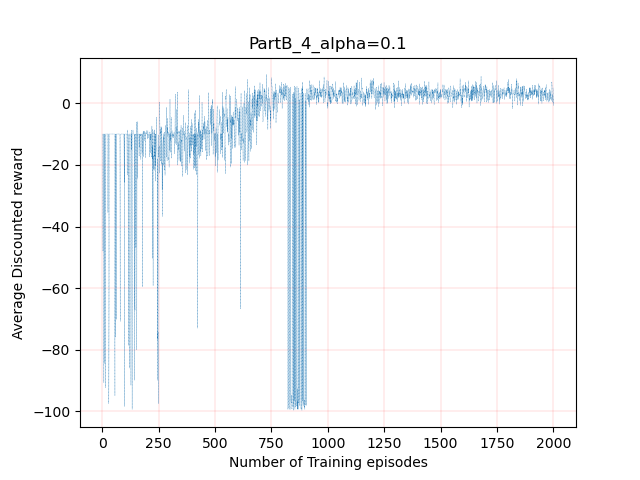 PartB_4_alpha=0.1
Average Discounted reward
0
−20
−40
−60
−80
−100
0 250 500 750 1000 1250 1500 1750 2000
Number of Training episodes